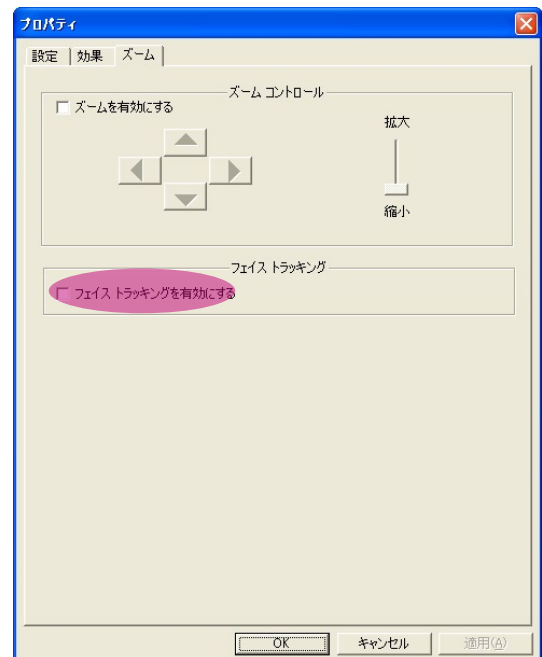 プロパティ
設定 効果 ズーム
ズーム コントロール
ズームを有効にする
拡大
縮小
フェイス トラッキング
フェイス トラッキングを有効にする
OK キャンセル 適用(A)